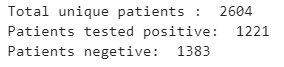 Total unique patients :  2604
Patients tested positive:  1221
Patients negetive:  1383